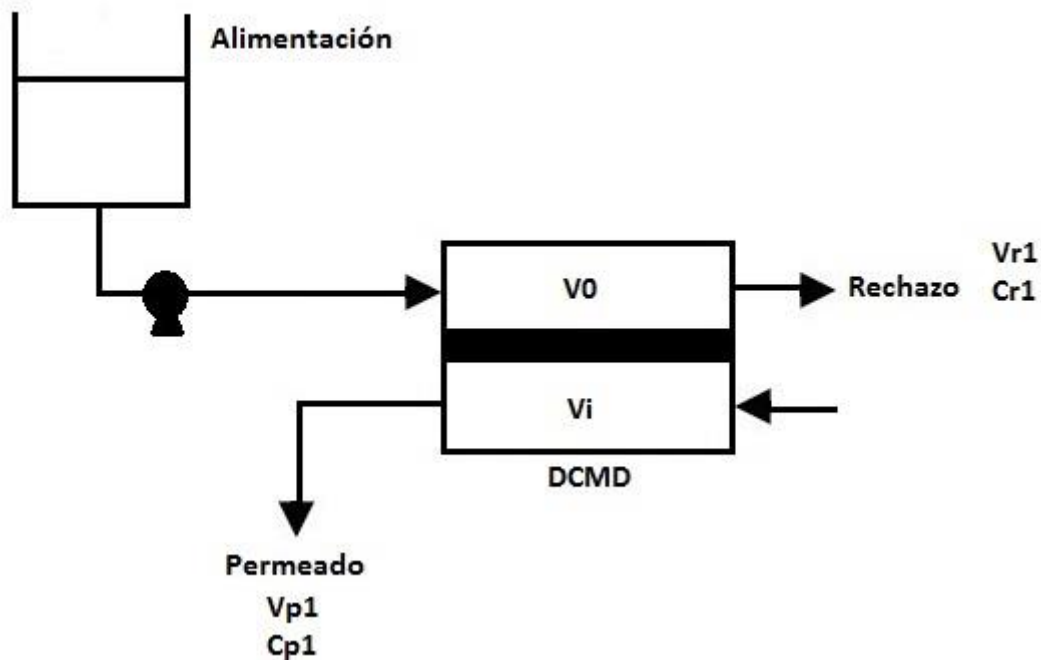 Alimentación
V0
Vr1
Rechazo
Cr1
Vi
DCMD
Permeado
Vp1
Cp1